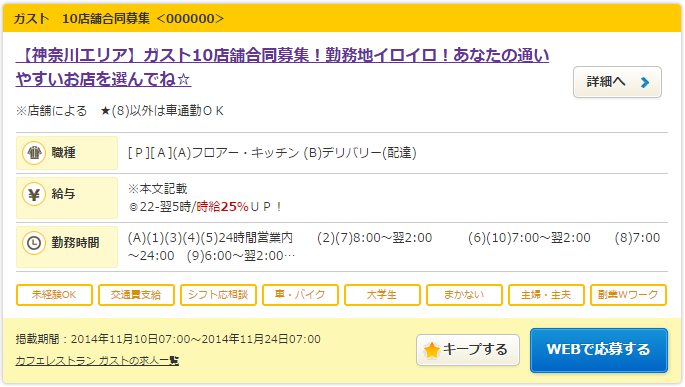 ガスト　10店舗合同募集 <000000>
【神奈川エリア】ガスト10店舗合同募集！勤務地イロイロ！あなたの通い
やすいお店を選んでね☆
詳細へ
※店舗による　★(8)以外は車通勤ＯＫ
職種
[Ｐ][Ａ](A)フロアー・キッチン (B)デリバリー(配達)
給与
※本文記載
◎22-翌5時/時給25%ＵＰ！
勤務時間
(A)(1)(3)(4)(5)24時間営業内　　(2)(7)8:00～翌2:00　　　(6)(10)7:00～翌2:00　　(8)7:00
～24:00　(9)6:00～翌2:00…
未経験OK 交通費支給 シフト応相談 車・バイク 大学生 まかない 主婦・主夫 副業Wワーク
掲載期間：2014年11月10日07:00～2014年11月24日07:00
カフェレストラン ガストの求人一覧
キープする
WEBで応募する